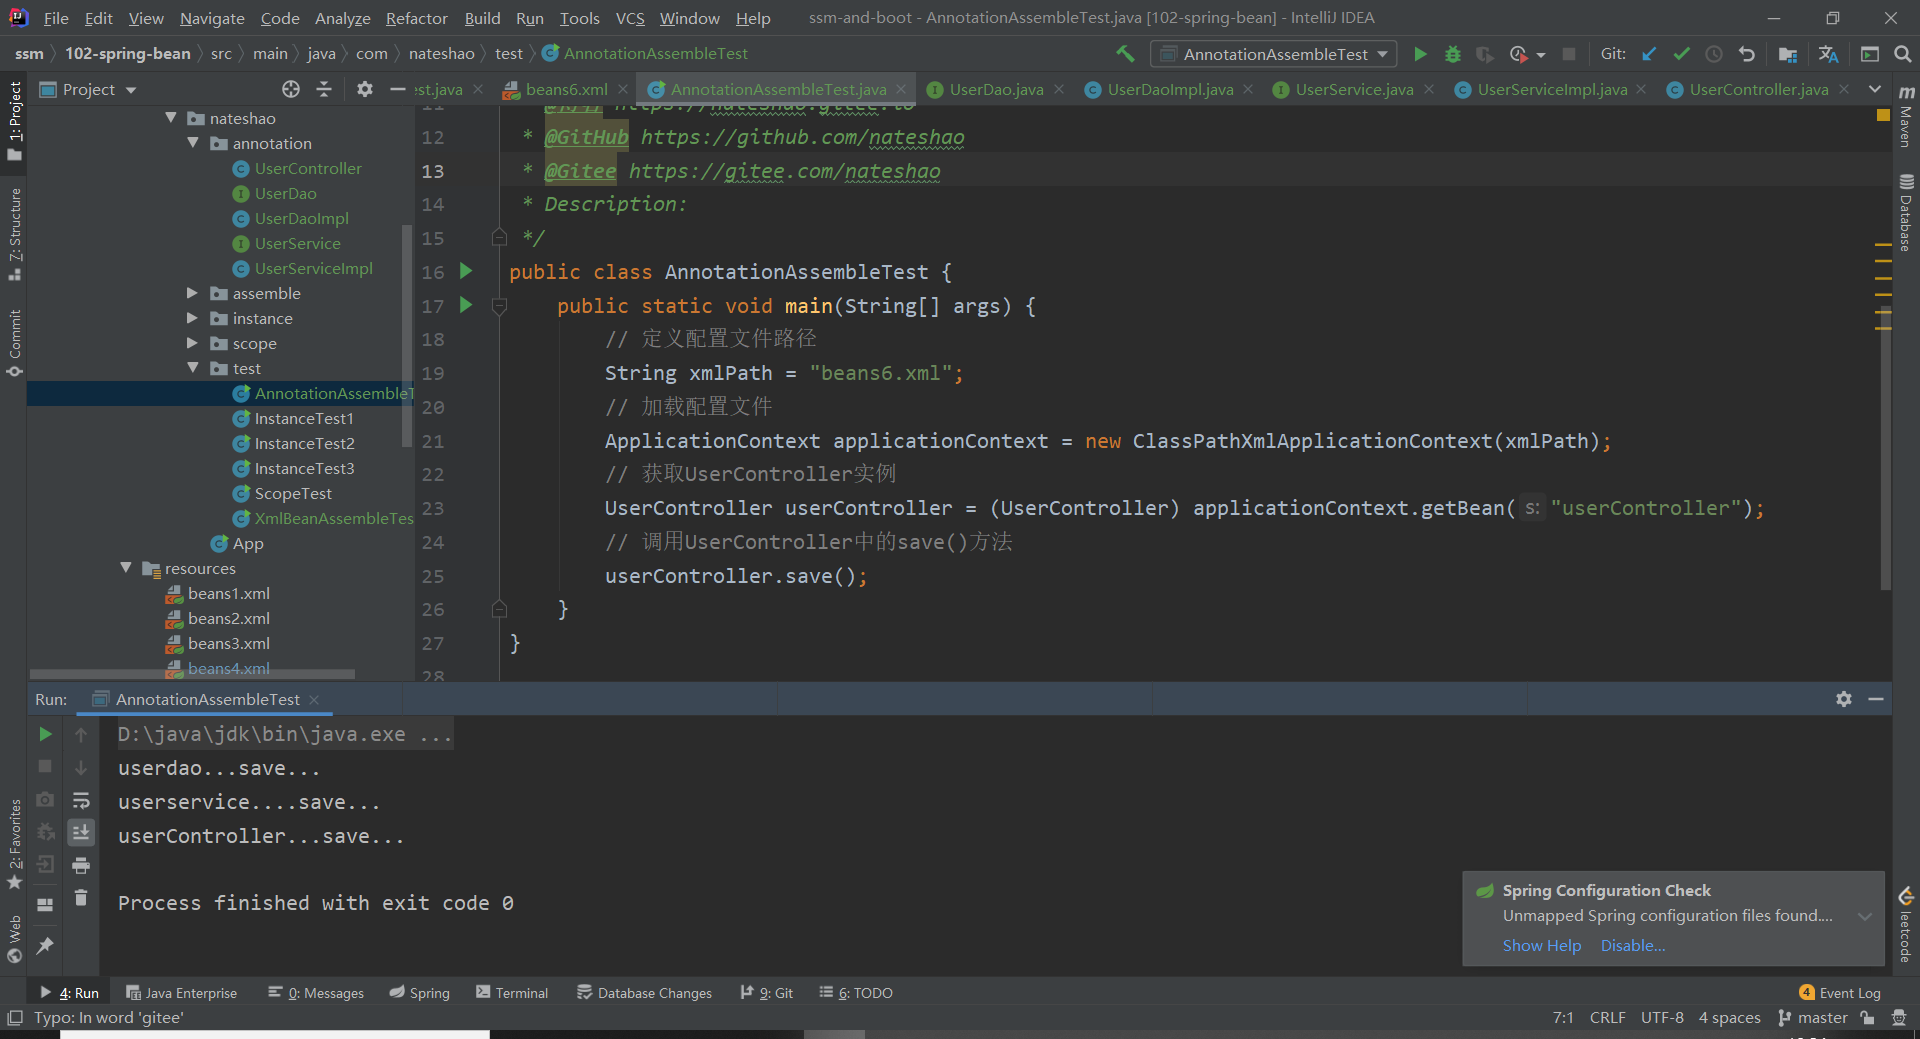 File Edit View Navigate Code Analyze Refactor Build Run Tools VCS Window Help ssm-and-boot - AnnotationAssembleTest.java [102-spring-bean] - IntelliJ IDEA
ssm 102-spring-bean src main java com nateshao test AnnotationAssembleTest AnnotationAssembleTest Git:
Project est.java beans6.xml AnnotationAssembleTest.java UserDao.java UserDaoImpl.java UserService.java UserServiceImpl.java UserController.java
1: Project
7: Structure
Commit
2: Favorites
Web
nateshao
annotation
UserController
UserDao
UserDaoImpl
UserService
UserServiceImpl
assemble
instance
scope
test
AnnotationAssembleT
InstanceTest1
InstanceTest2
InstanceTest3
ScopeTest
XmlBeanAssembleTes
App
resources
beans1.xml
beans2.xml
beans3.xml
beans4.xml
12 * @GitHub https://github.com/nateshao
13 * @Gitee https://gitee.com/nateshao
14 * Description:
15 */
16 public class AnnotationAssembleTest {
17 public static void main(String[] args) {
18 // 定义配置文件路径
19 String xmlPath = "beans6.xml";
20 // 加载配置文件
21 ApplicationContext applicationContext = new ClassPathXmlApplicationContext(xmlPath);
22 // 获取UserController实例
23 UserController userController = (UserController) applicationContext.getBean( s: "userController");
24 // 调用UserController中的save()方法
25 userController.save();
26 }
27 }
28
Maven
Database
leetcode
Run: AnnotationAssembleTest
D:\java\jdk\bin\java.exe ...
userdao...save...
userservice....save...
userController...save...
Process finished with exit code 0
Spring Configuration Check
Unmapped Spring configuration files found....
Show Help Disable...
4: Run Java Enterprise 0: Messages Spring Terminal Database Changes 9: Git 6: TODO 4 Event Log
Typo: In word 'gitee' 7:1 CRLF UTF-8 4 spaces master